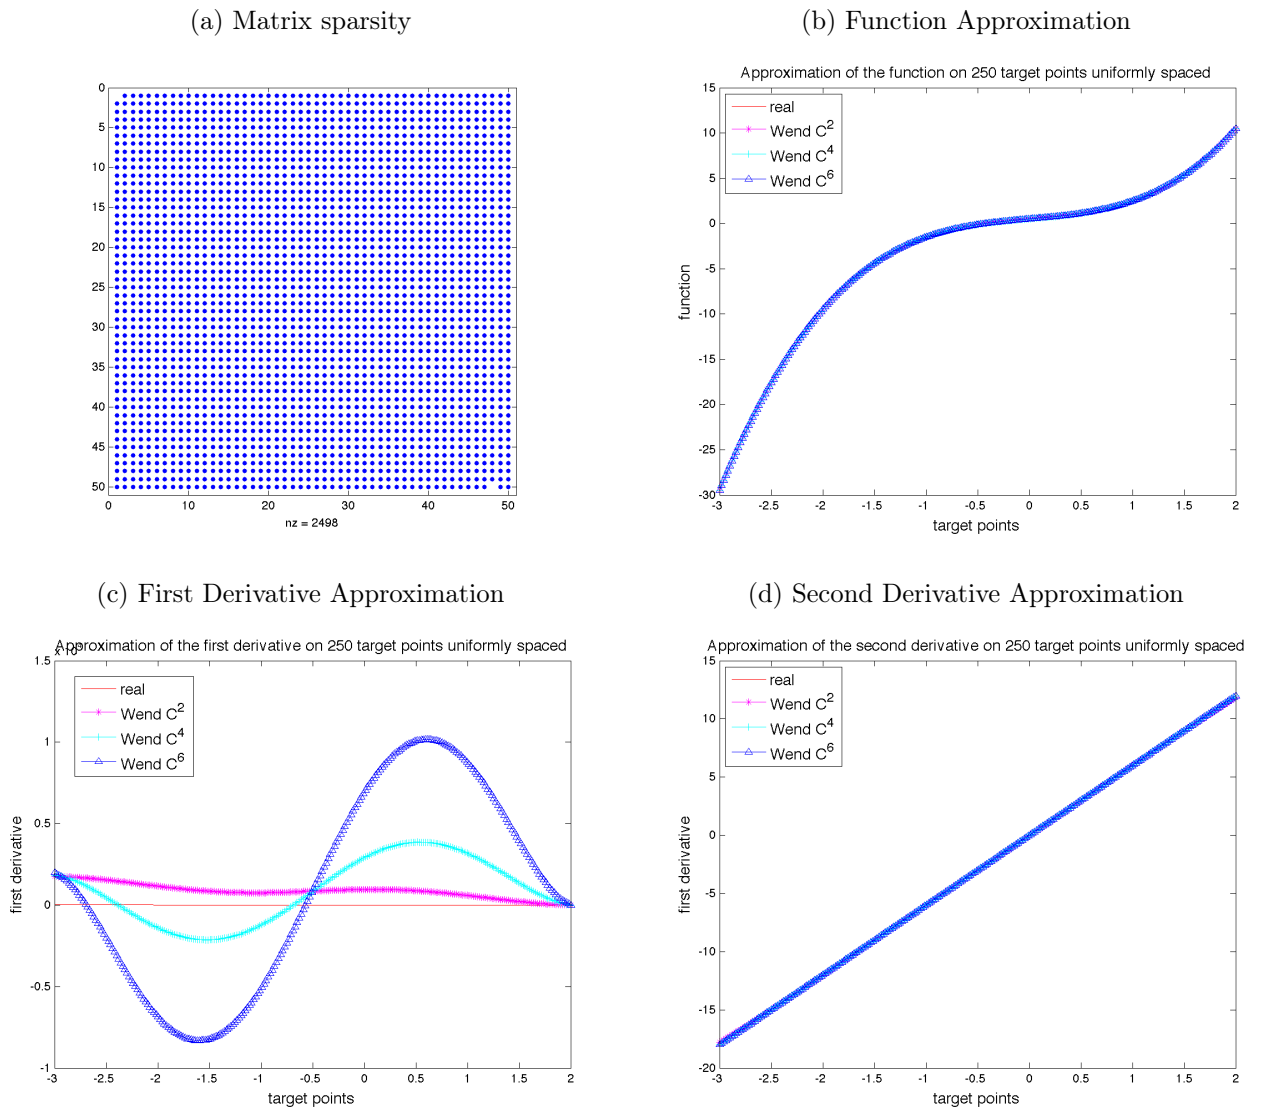 (a) Matrix sparsity
0
5
10
15
20
25
30
35
40
45
50
0 10 20 30 40 50
nz = 2498
(b) Function Approximation
Approximation of the function on 250 target points uniformly spaced
15
10
5
0
-5
-10
-15
-20
-25
-30
function
real
Wend C2
Wend C4
Wend C6
-3 -2.5 -2 -1.5 -1 -0.5 0 0.5 1 1.5 2
target points
(c) First Derivative Approximation
Approximation of the first derivative on 250 target points uniformly spaced
x 10
1.5
1
0.5
0
-0.5
-1
first derivative
real
Wend C2
Wend C4
Wend C6
-3 -2.5 -2 -1.5 -1 -0.5 0 0.5 1 1.5 2
target points
(d) Second Derivative Approximation
Approximation of the second derivative on 250 target points uniformly spaced
15
10
5
0
-5
-10
-15
-20
first derivative
real
Wend C2
Wend C4
Wend C6
-3 -2.5 -2 -1.5 -1 -0.5 0 0.5 1 1.5 2
target points